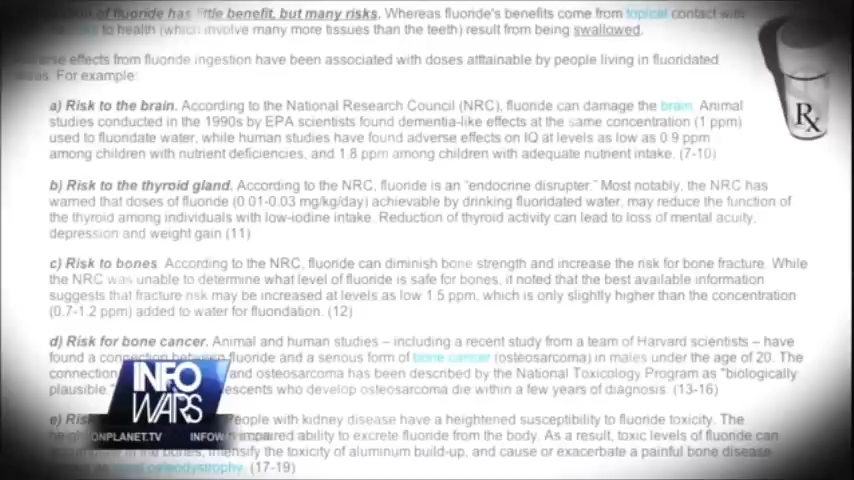 of fluoride has little benefit, but many risks. Whereas fluoride's benefits come from topical contact with
to health (which involve many more tissues than the teeth) result from being swallowed.
effects from fluoride ingestion have been associated with doses atttainable by people living in fluoridated
For example:
a) Risk to the brain. According to the National Research Council (NRC), fluoride can damage the brain. Animal
studies conducted in the 1990s by EPA scientists found dementia-like effects at the same concentration (1 ppm)
used to fluoridate water, while human studies have found adverse effects on IQ at levels as low as 0.9 ppm
among children with nutrient deficiencies, and 1.8 ppm among children with adequate nutrient intake. (7-10)
Rx
b) Risk to the thyroid gland. According to the NRC, fluoride is an "endocrine disrupter." Most notably, the NRC has
warned that doses of fluoride (0.01-0.03 mg/kg/day) achievable by drinking fluoridated water, may reduce the function of
the thyroid among individuals with low-iodine intake. Reduction of thyroid activity can lead to loss of mental acuity,
depression and weight gain (11)
c) Risk to bones. According to the NRC, fluoride can diminish bone strength and increase the risk for bone fracture. While
the NRC was unable to determine what level of fluoride is safe for bones, it noted that the best available information
suggests that fracture risk may be increased at levels as low 1.5 ppm, which is only slightly higher than the concentration
(0.7-1.2 ppm) added to water for fluoridation. (12)
d) Risk for bone cancer. Animal and human studies – including a recent study from a team of Harvard scientists – have
found a connection between fluoride and a serious form of bone cancer (osteosarcoma) in males under the age of 20. The
connection and osteosarcoma has been described by the National Toxicology Program as "biologically
plausible." who develop osteosarcoma die within a few years of diagnosis. (13-16)
e) people with kidney disease have a heightened susceptibility to fluoride toxicity. The
impaired ability to excrete fluoride from the body. As a result, toxic levels of fluoride can
in the bones, intensify the toxicity of aluminum build-up, and cause or exacerbate a painful bone disease
osteodystrophy. (17-19)
INFO
WARS
ONPLANET.TV INFOW